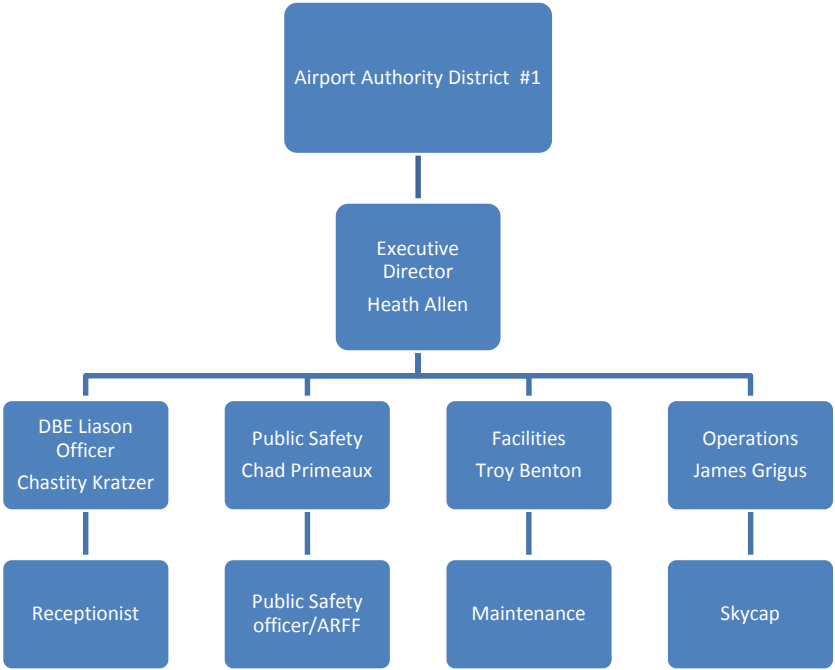 Airport Authority District #1
Executive
Director
Heath Allen
DBE Liason
Officer
Chastity Kratzer
Public Safety
Chad Primeaux
Facilities
Troy Benton
Operations
James Grigus
Receptionist
Public Safety
officer/ARFF
Maintenance
Skycap